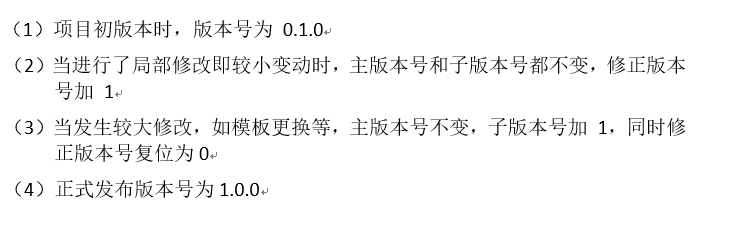 （1）项目初版本时，版本号为 0.1.0
（2）当进行了局部修改即较小变动时，主版本号和子版本号都不变，修正版本
号加 1
（3）当发生较大修改，如模板更换等，主版本号不变，子版本号加 1，同时修
正版本号复位为0
（4）正式发布版本号为1.0.0